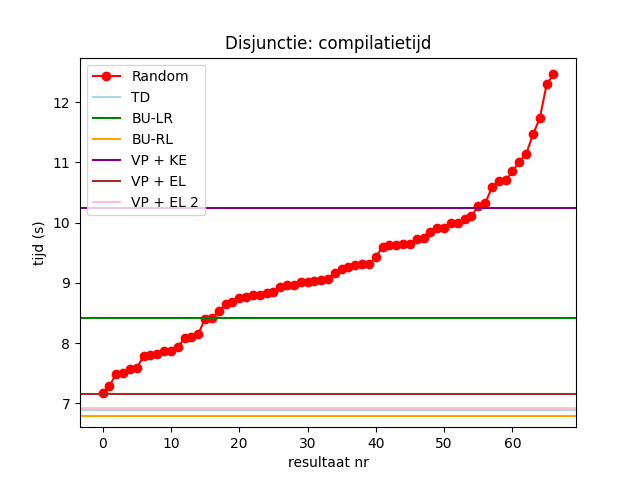 Disjunctie: compilatietijd
Random
TD
BU-LR
BU-RL
VP + KE
VP + EL
VP + EL 2
tijd (s)
12
11
10
9
8
7
0 10 20 30 40 50 60
resultaat nr